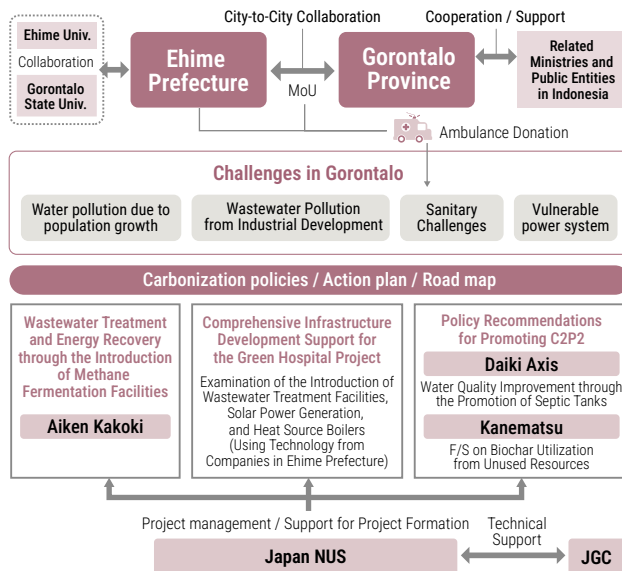 City-to-City Collaboration
Cooperation / Support
Ehime Univ.
Collaboration
Gorontalo
State Univ.
Ehime
Prefecture
MoU
Gorontalo
Province
Related
Ministries and
Public Entities
in Indonesia
Ambulance Donation
Challenges in Gorontalo
Water pollution due to
population growth
Wastewater Pollution
from Industrial Development
Sanitary
Challenges
Vulnerable
power system
Carbonization policies / Action plan / Road map
Wastewater Treatment
and Energy Recovery
through the Introduction
of Methane
Fermentation Facilities
Aiken Kakoki
Comprehensive Infrastructure
Development Support for
the Green Hospital Project
Examination of the Introduction of
Wastewater Treatment Facilities,
Solar Power Generation,
and Heat Source Boilers
(Using Technology from
Companies in Ehime Prefecture)
Policy Recommendations
for Promoting C2P2
Daiki Axis
Water Quality Improvement through
the Promotion of Septic Tanks
Kanematsu
F/S on Biochar Utilization
from Unused Resources
Project management / Support for Project Formation
Technical
Support
Japan NUS
JGC